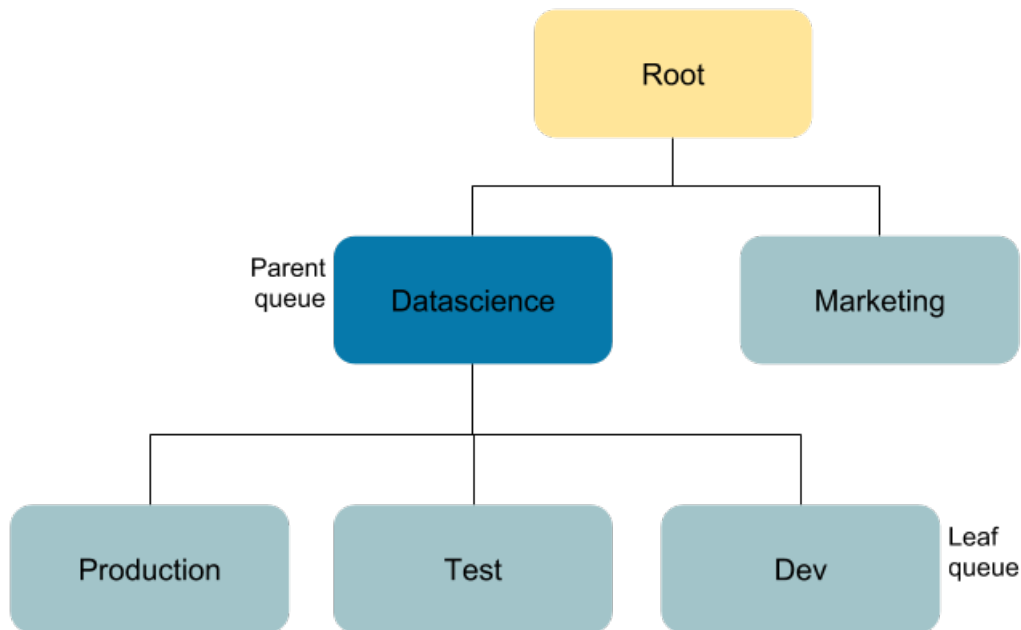 Root
Parent
queue
Datascience
Marketing
Production
Test
Dev
Leaf
queue